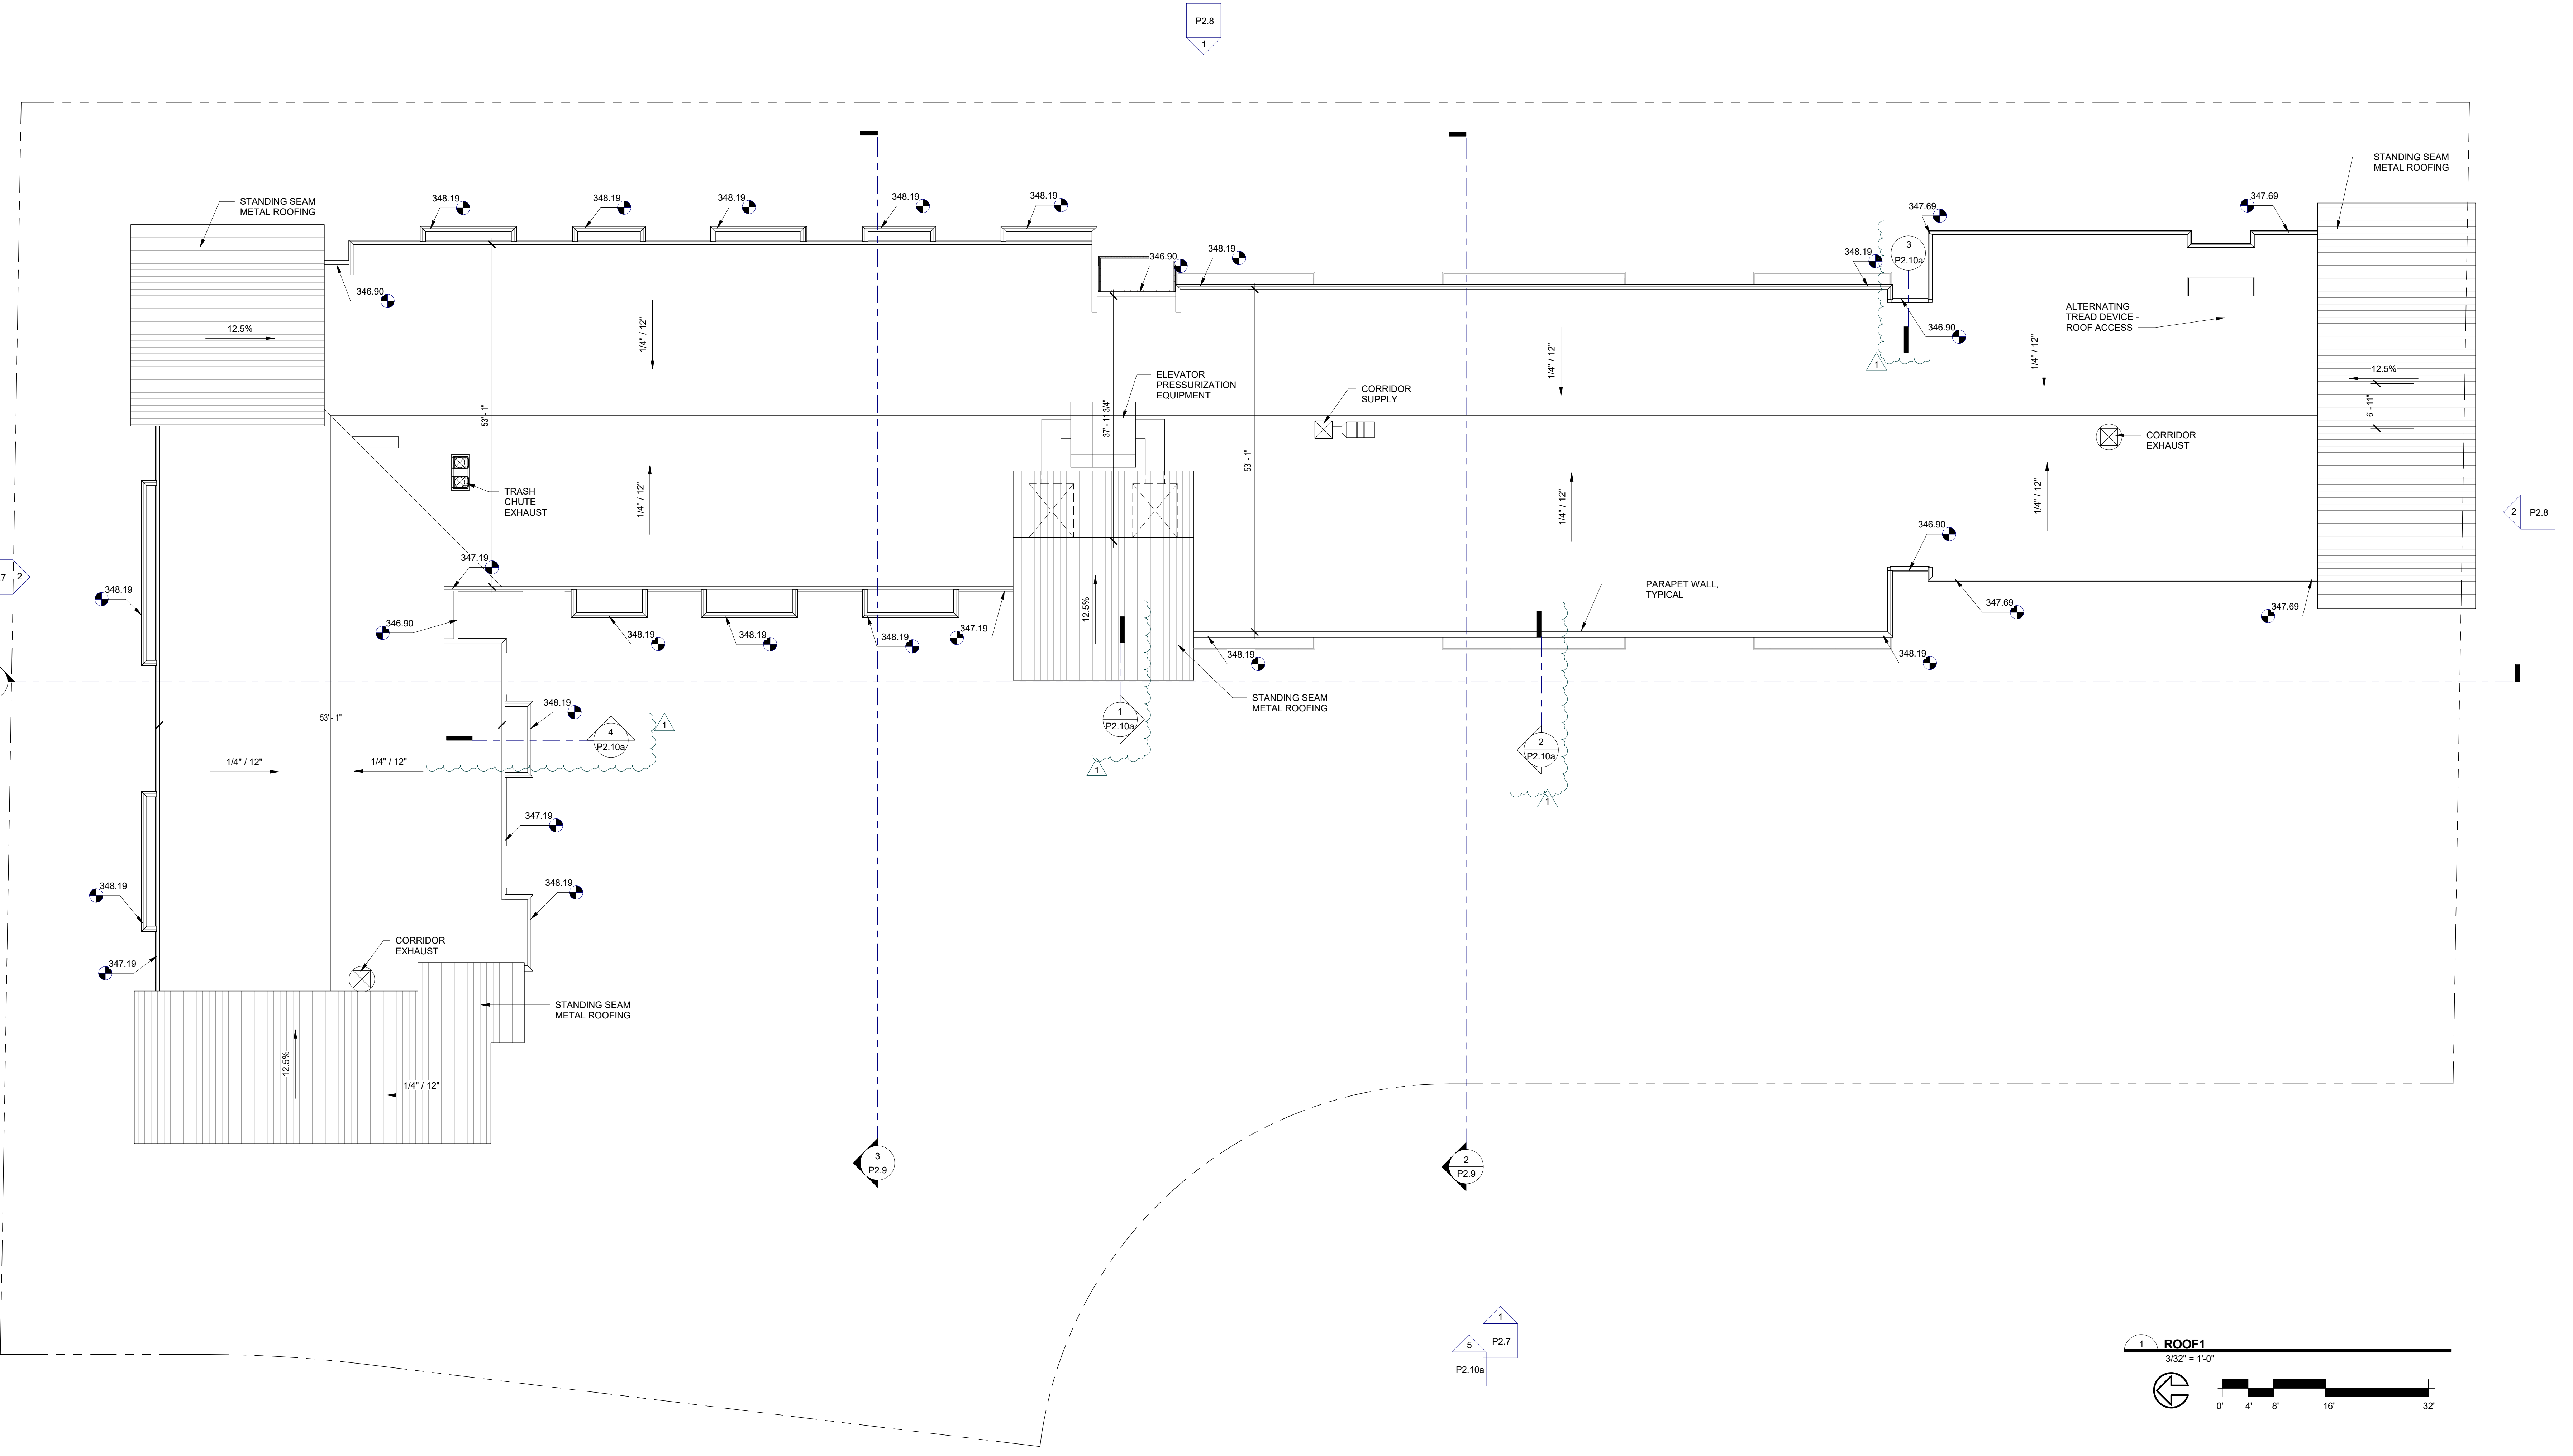 P2.8
1
STANDING SEAM
METAL ROOFING
STANDING SEAM
METAL ROOFING
348.19
348.19
348.19
348.19
348.19
347.69
347.69
346.90
348.19
346.90
348.19
3
P2.10a
346.90
1
ALTERNATING
TREAD DEVICE -
ROOF ACCESS
12.5%
1/4" / 12"
1/4" / 12"
1/4" / 12"
12.5%
6' - 11"
ELEVATOR
PRESSURIZATION
EQUIPMENT
CORRIDOR
SUPPLY
53' - 1"
37' - 11 3/4"
53' - 1"
CORRIDOR
EXHAUST
TRASH
CHUTE
EXHAUST
1/4" / 12"
1/4" / 12"
1/4" / 12"
2
P2.8
2
348.19
347.19
346.90
348.19
348.19
348.19
347.19
12.5%
PARAPET WALL,
TYPICAL
346.90
347.69
347.69
348.19
348.19
STANDING SEAM
METAL ROOFING
53' - 1"
348.19
4
P2.10a
1
1
P2.10a
1
2
P2.10a
1
1/4" / 12"
1/4" / 12"
347.19
348.19
348.19
347.19
CORRIDOR
EXHAUST
STANDING SEAM
METAL ROOFING
12.5%
1/4" / 12"
3
P2.9
2
P2.9
1
P2.7
5
P2.10a
1
ROOF1
3/32" = 1'-0"
0'
4'
8'
16'
32'